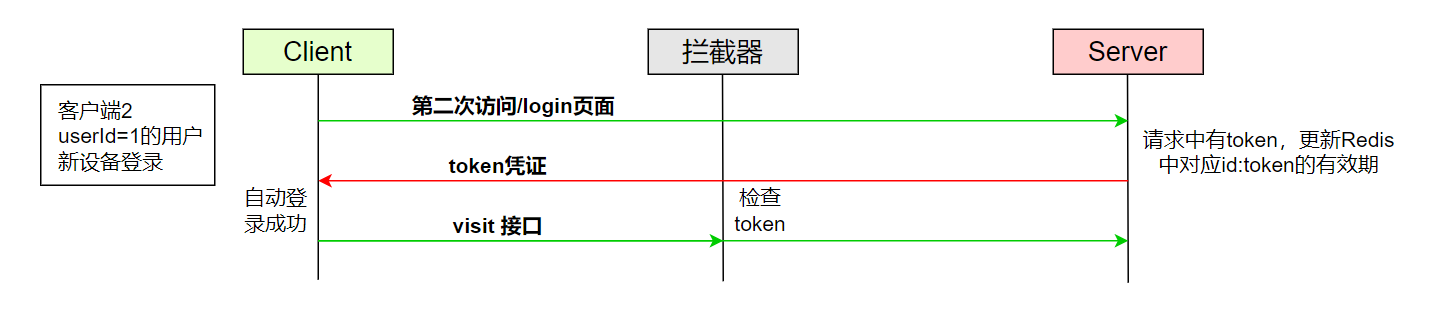 Client
拦截器
Server
客户端2
userId=1的用户
新设备登录
第二次访问/login页面
请求中有token，更新Redis
中对应id:token的有效期
token凭证
自动登
录成功
检查
token
visit 接口